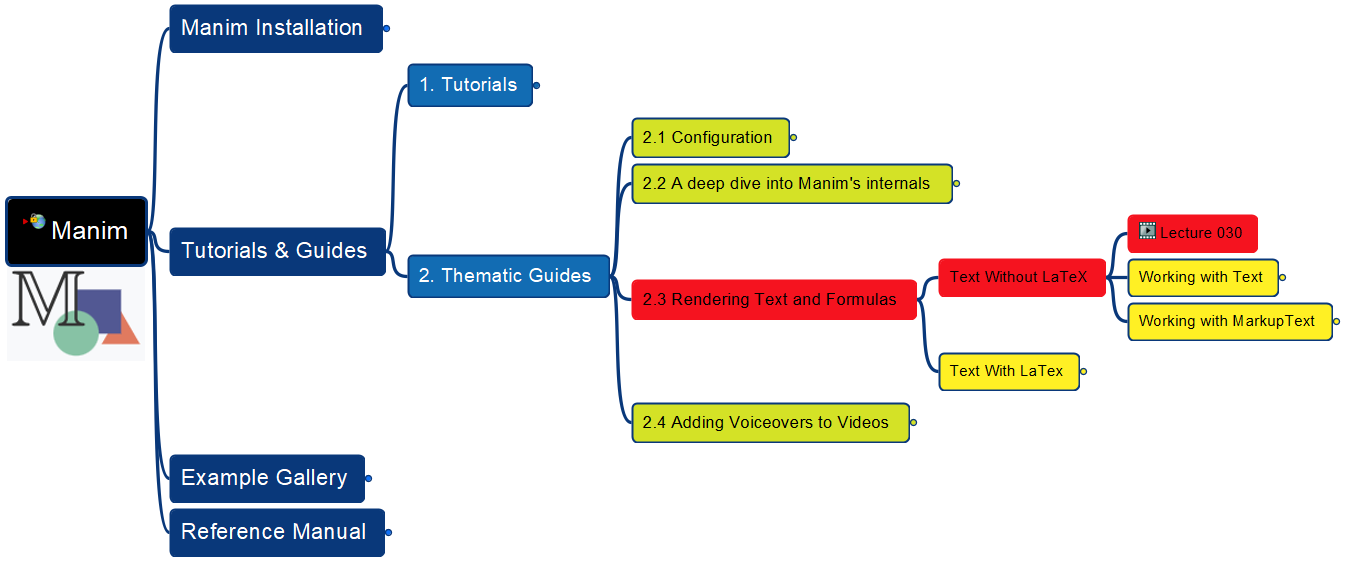 Manim
M
Manim Installation
Tutorials & Guides
1. Tutorials
2. Thematic Guides
2.1 Configuration
2.2 A deep dive into Manim's internals
2.3 Rendering Text and Formulas
Text Without LaTeX
Lecture 030
Working with Text
Working with MarkupText
Text With LaTex
2.4 Adding Voiceovers to Videos
Example Gallery
Reference Manual